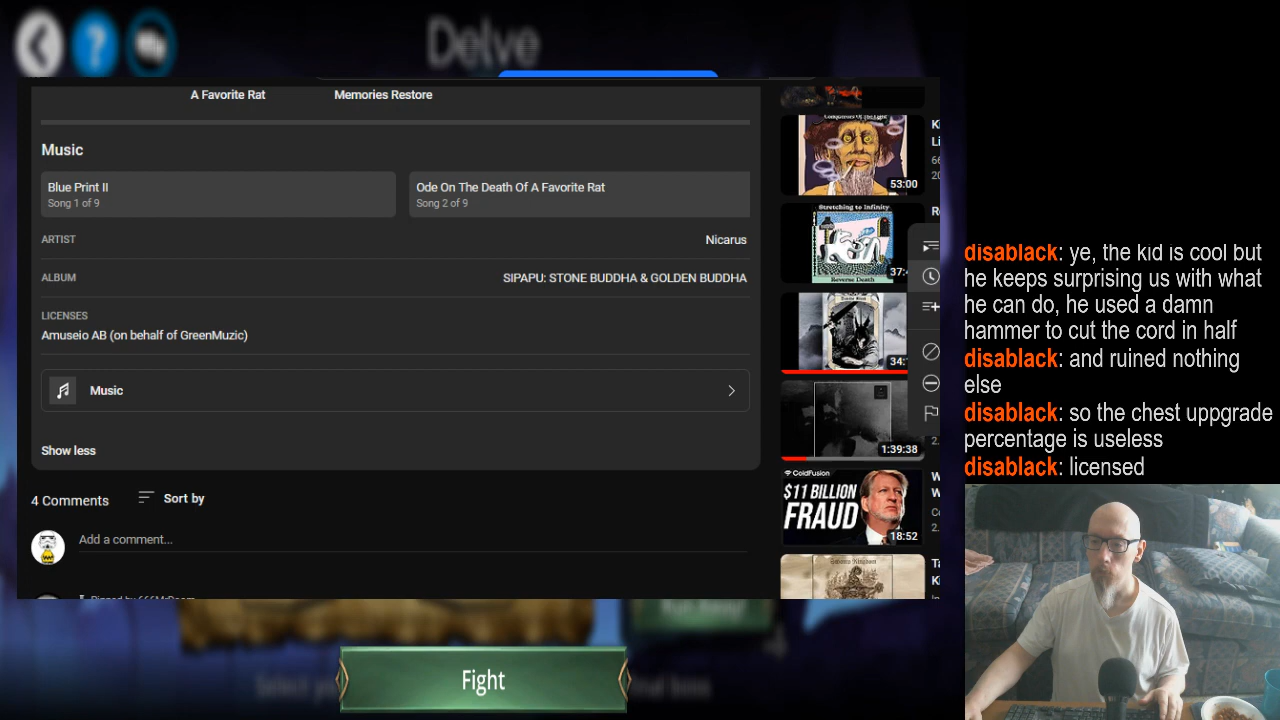 Delve
A Favorite Rat
Memories Restore
Music
Blue Print II
Song 1 of 9
Ode On The Death Of A Favorite Rat
Song 2 of 9
ARTIST
Nicarus
ALBUM
SIPAPU: STONE BUDDHA & GOLDEN BUDDHA
LICENSES
Amuseio AB (on behalf of GreenMuzic)
Music
Show less
4 Comments
Sort by
Add a comment...
53:00
Stretching to Infinity
Reverse Death
37:
34:
1:39:38
2.
ColdFusion
$11 BILLION
FRAUD
18:52
Fight
disablack: ye, the kid is cool but
he keeps surprising us with what
he can do, he used a damn
hammer to cut the cord in half
disablack: and ruined nothing
else
disablack: so the chest uppgrade
percentage is useless
disablack: licensed